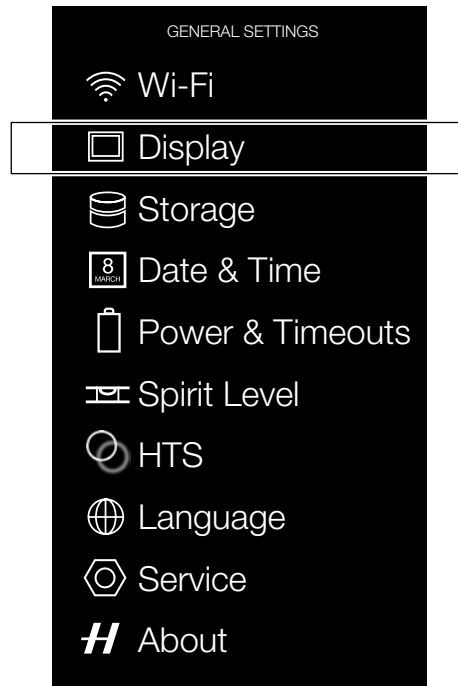 GENERAL SETTINGS
Wi-Fi
Display
Storage
8
MARCH
Date & Time
Power & Timeouts
Spirit Level
HTS
Language
Service
H About